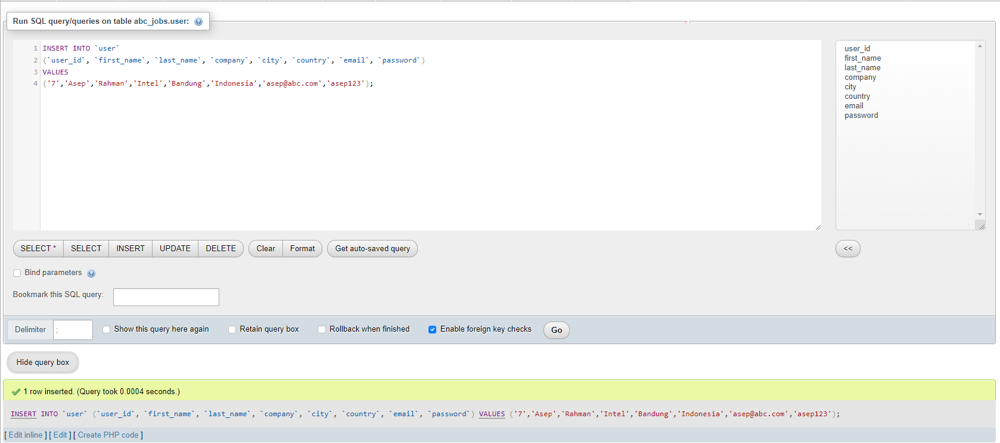 Run SQL query/queries on table abc_jobs.user:
1 INSERT INTO `user`
2 (`user_id`, `first_name`, `last_name`, `company`, `city`, `country`, `email`, `password`)
3 VALUES
4 ('7','Asep','Rahman','Intel','Bandung','Indonesia','asep@abc.com','asep123');
user_id
first_name
last_name
company
city
country
email
password
SELECT * SELECT INSERT UPDATE DELETE Clear Format Get auto-saved query <<
Bind parameters
Bookmark this SQL query:
Delimiter ; Show this query here again Retain query box Rollback when finished Enable foreign key checks Go
Hide query box
1 row inserted. (Query took 0.0004 seconds.)
INSERT INTO `user` (`user_id`, `first_name`, `last_name`, `company`, `city`, `country`, `email`, `password`) VALUES ('7','Asep','Rahman','Intel','Bandung','Indonesia','asep@abc.com','asep123');
[ Edit inline ] [ Edit ] [ Create PHP code ]